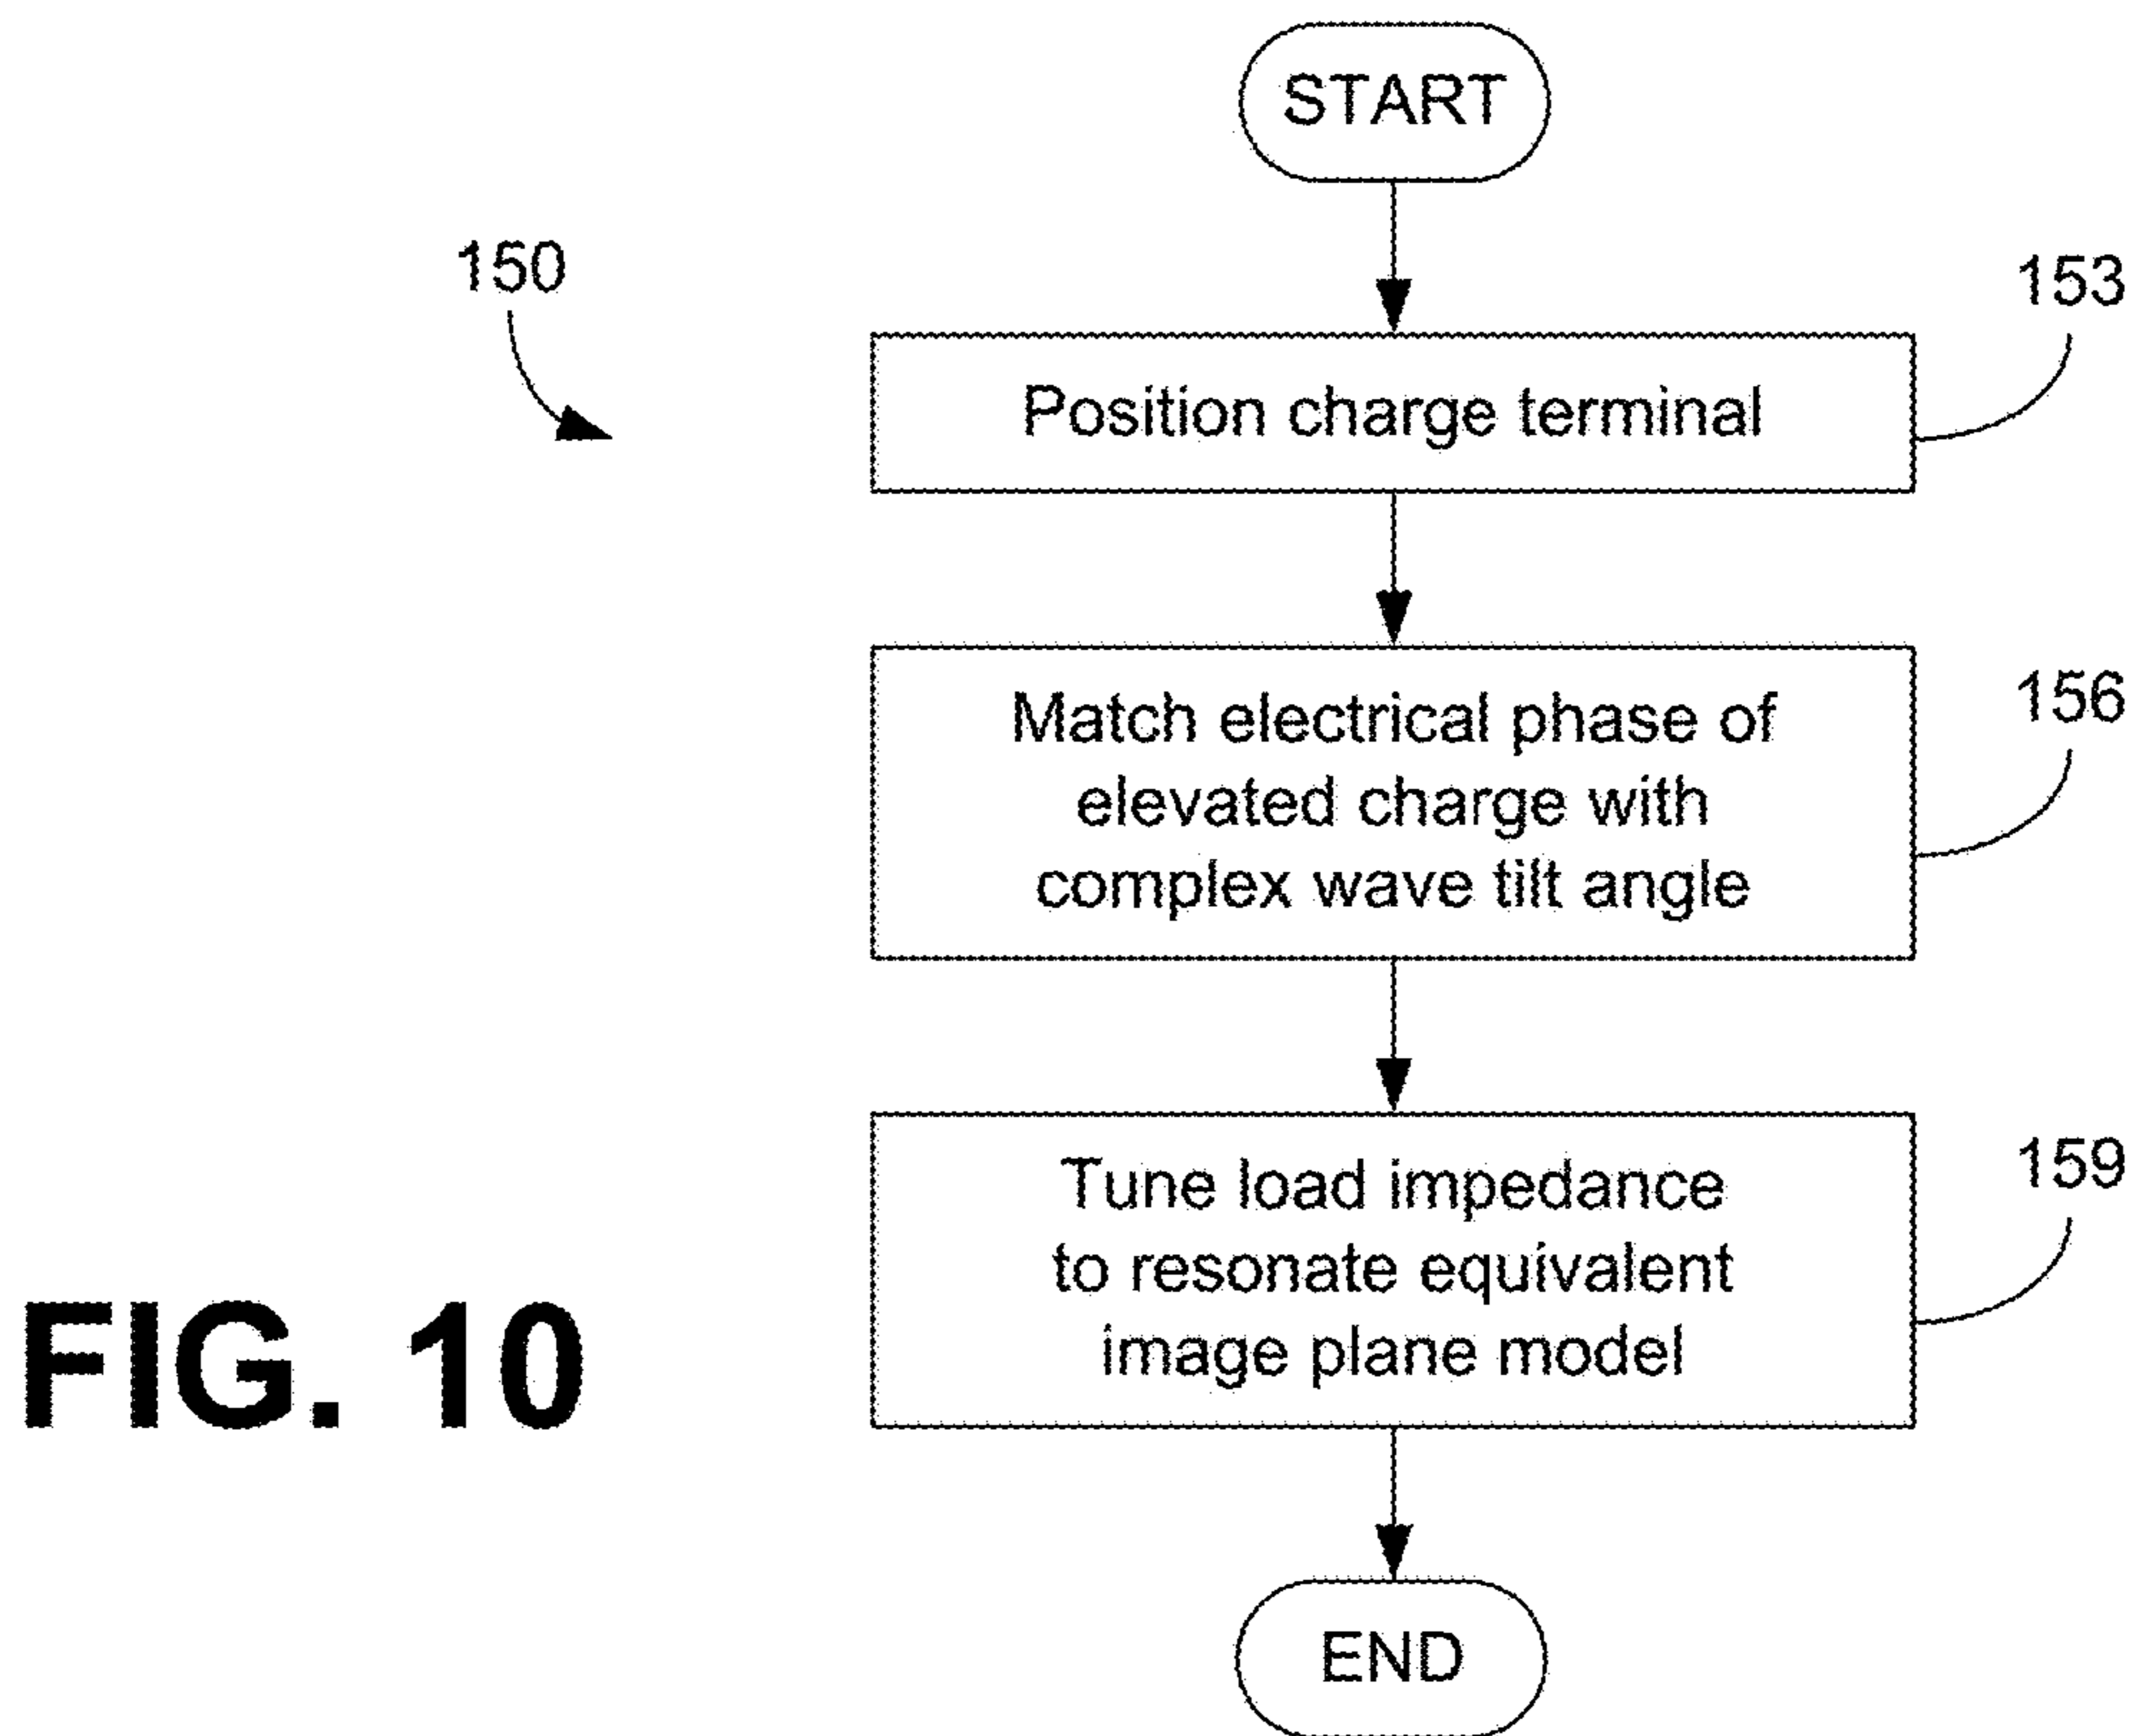 START
150
153
Position charge terminal
156
Match electrical phase of
elevated charge with
complex wave tilt angle
159
Tune load impedance
to resonate equivalent
image plane model
FIG. 10
END